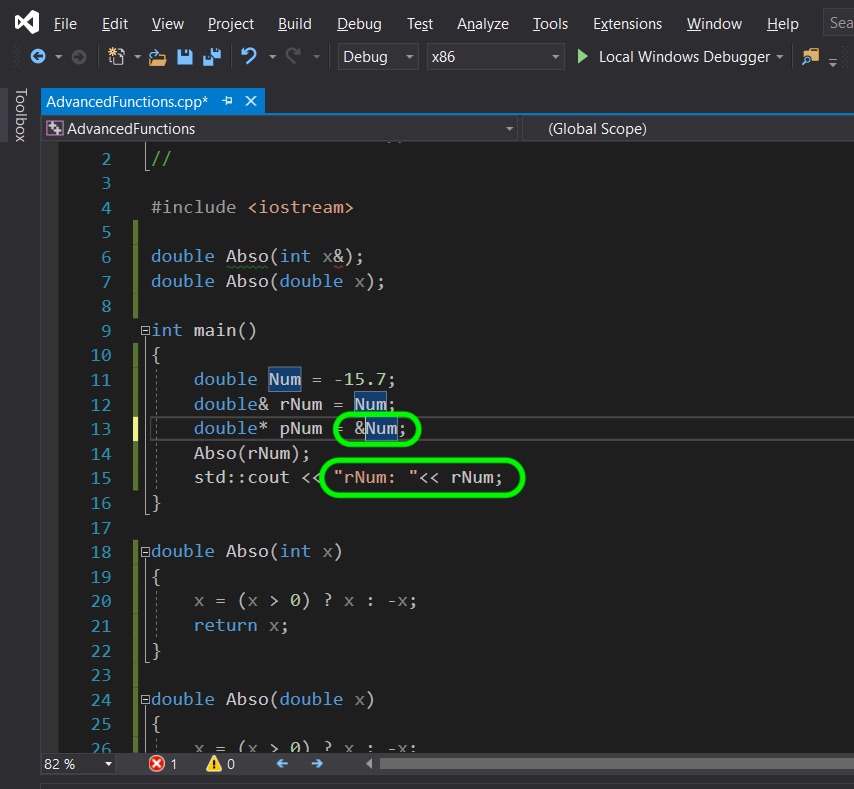 File Edit View Project Build Debug Test Analyze Tools Extensions Window Help Sea
Debug x86 Local Windows Debugger
Toolbox
AdvancedFunctions.cpp*
AdvancedFunctions (Global Scope)
2 //
3
4 #include <iostream>
5
6 double Abso(int x&);
7 double Abso(double x);
8
9 int main()
10 {
11 double Num = -15.7;
12 double& rNum = Num;
13 double* pNum = &Num;
14 Abso(rNum);
15 std::cout << "rNum: "<< rNum;
16 }
17
18 double Abso(int x)
19 {
20 x = (x > 0) ? x : -x;
21 return x;
22 }
23
24 double Abso(double x)
25 {
26 x = (x > 0) ? x : -x;
82 % 1 0